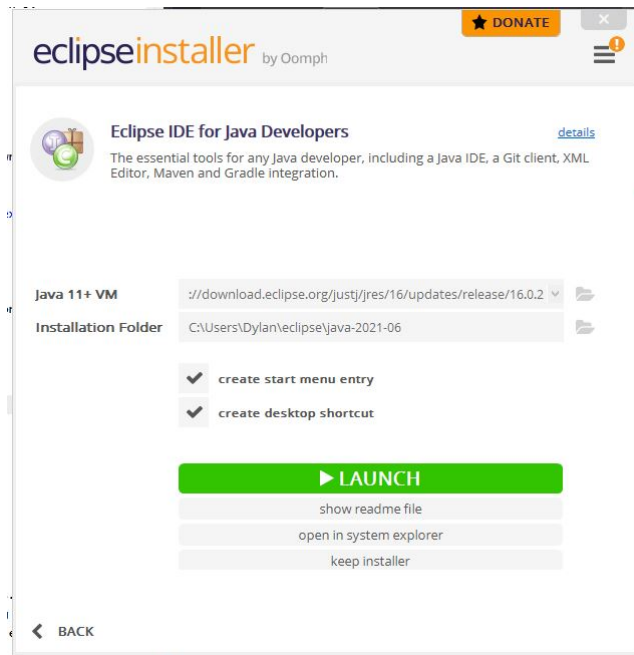 ★ DONATE
eclipseinstaller by Oomph
!
Eclipse IDE for Java Developers
details
The essential tools for any Java developer, including a Java IDE, a Git client, XML
Editor, Maven and Gradle integration.
Java 11+ VM
://download.eclipse.org/justj/jres/16/updates/release/16.0.2
Installation Folder
C:\Users\Dylan\eclipse\java-2021-06
create start menu entry
create desktop shortcut
LAUNCH
show readme file
open in system explorer
keep installer
BACK